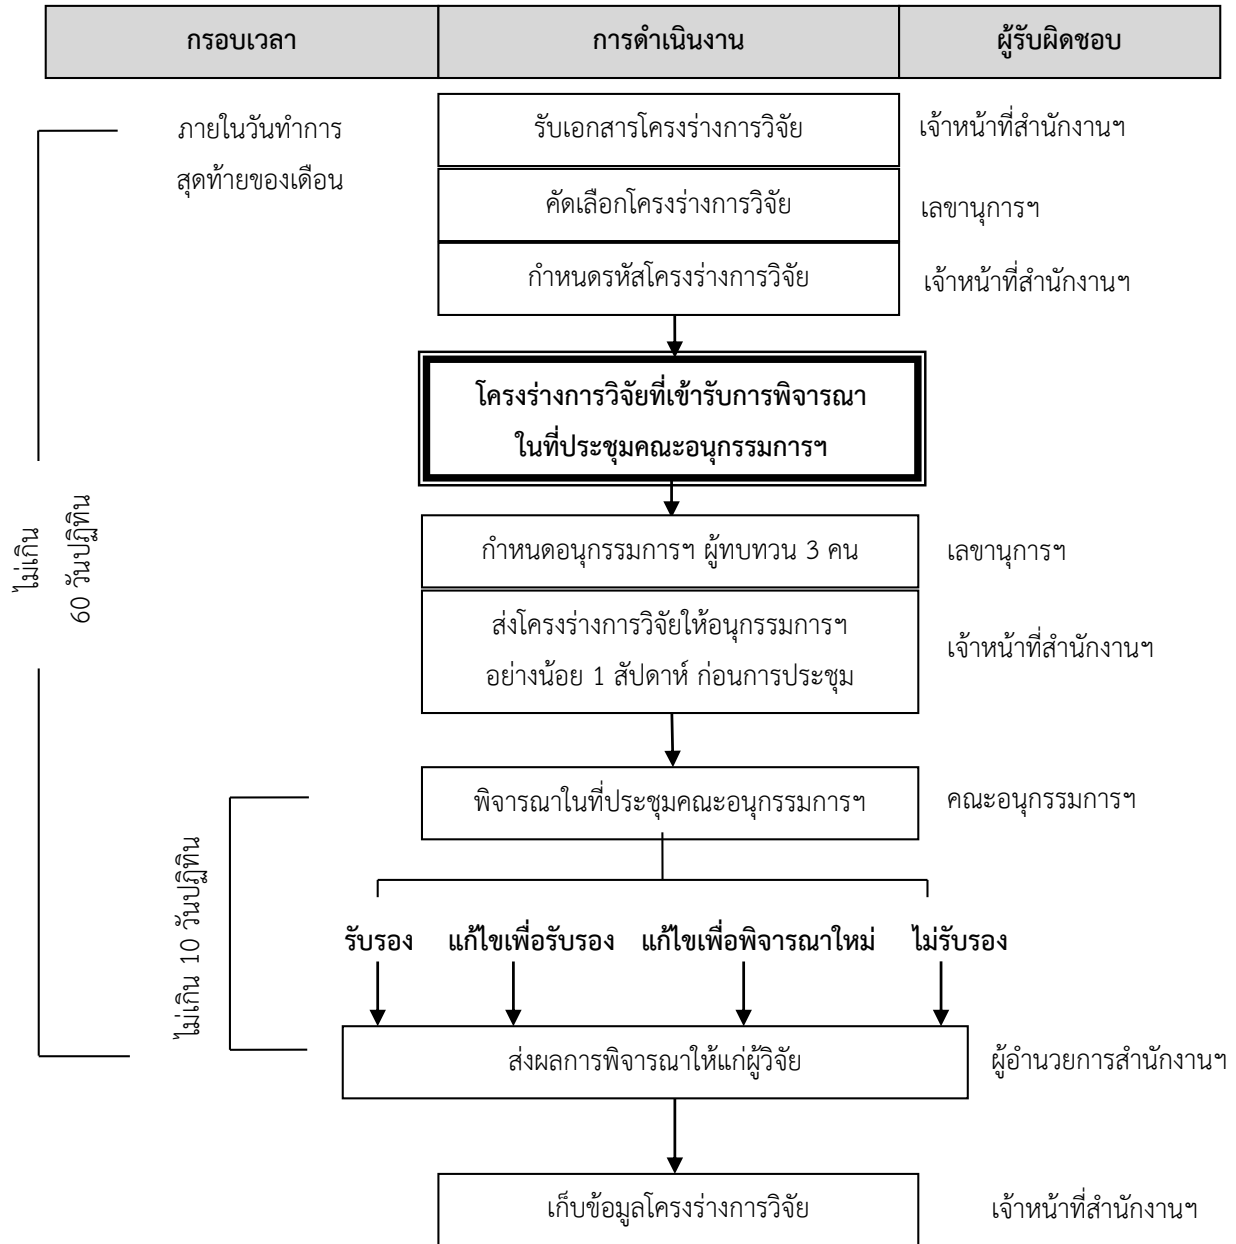 กรอบเวลา
การดำเนินงาน
ผู้รับผิดชอบ
ภายในวันทำการ
สุดท้ายของเดือน
รับเอกสารโครงร่างการวิจัย
เจ้าหน้าที่สำนักงานฯ
คัดเลือกโครงร่างการวิจัย
เลขานุการฯ
กำหนดรหัสโครงร่างการวิจัย
เจ้าหน้าที่สำนักงานฯ
โครงร่างการวิจัยที่เข้ารับการพิจารณา
ในที่ประชุมคณะอนุกรรมการฯ
ไม่เกิน
60 วันปฏิทิน
กำหนดอนุกรรมการฯ ผู้ทบทวน 3 คน
เลขานุการฯ
ส่งโครงร่างการวิจัยให้อนุกรรมการฯ
อย่างน้อย 1 สัปดาห์ ก่อนการประชุม
เจ้าหน้าที่สำนักงานฯ
พิจารณาในที่ประชุมคณะอนุกรรมการฯ
คณะอนุกรรมการฯ
ไม่เกิน 10 วันปฏิทิน
รับรอง
แก้ไขเพื่อรับรอง
แก้ไขเพื่อพิจารณาใหม่
ไม่รับรอง
ส่งผลการพิจารณาให้แก่ผู้วิจัย
ผู้อำนวยการสำนักงานฯ
เก็บข้อมูลโครงร่างการวิจัย
เจ้าหน้าที่สำนักงานฯ